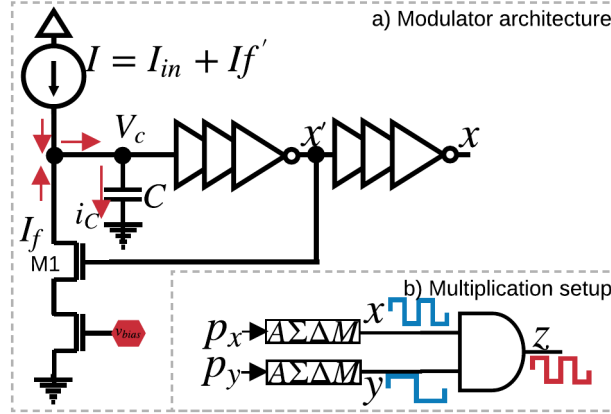 a) Modulator architecture
I = I_in + If'
V_c
x'
x
C
i_C
I_f
M1
v_bias
b) Multiplication setup
x
p_x
AΣΔM
z
p_y
AΣΔM
y